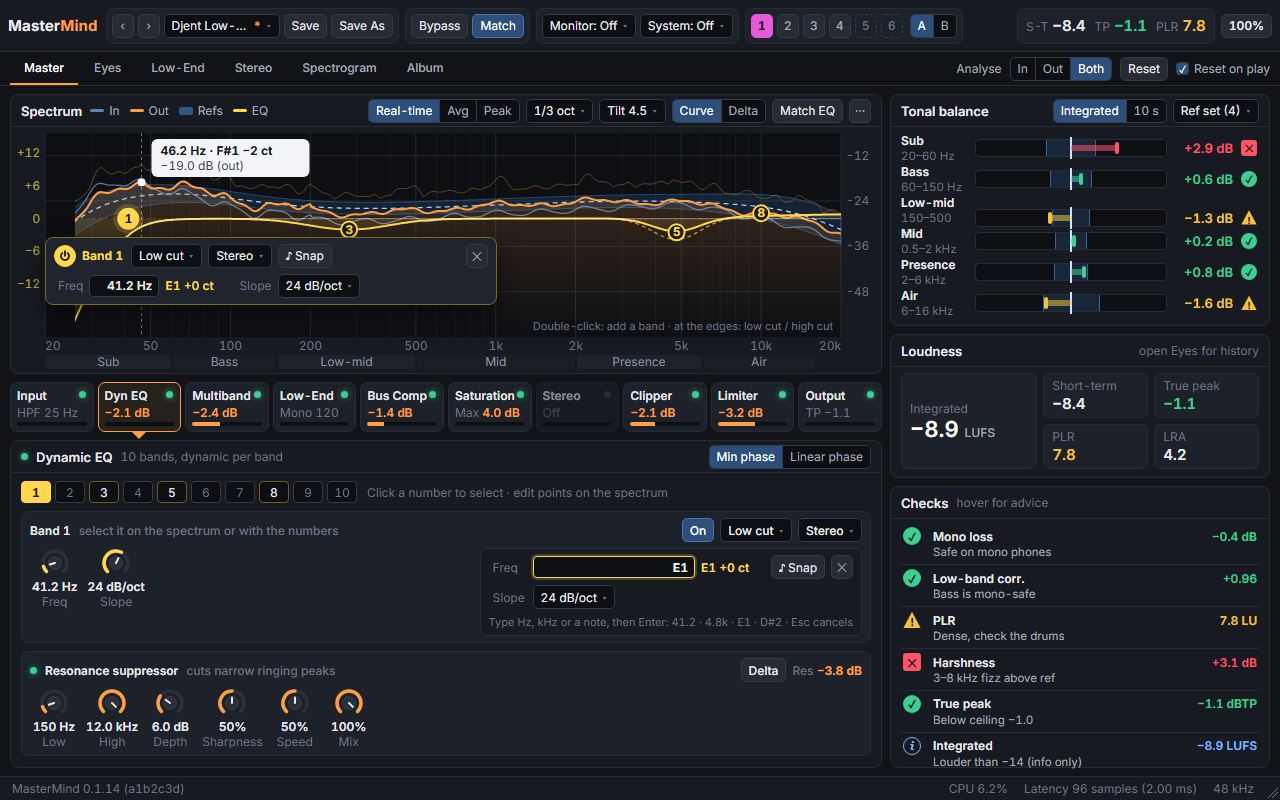 MasterMind ‹ › Djent Low-... * Save Save As Bypass Match Monitor: Off System: Off 1 2 3 4 5 6 A B S-T −8.4 TP −1.1 PLR 7.8 100%
Master Eyes Low-End Stereo Spectrogram Album Analyse In Out Both Reset Reset on play
Spectrum In Out Refs EQ Real-time Avg Peak 1/3 oct Tilt 4.5 Curve Delta Match EQ ...
46.2 Hz · F#1 −2 ct
−19.0 dB (out)
+12 -12
+6 -24
0 -36
−6 -48
−12
1 3 5 8
Band 1 Low cut Stereo Snap
Freq 41.2 Hz E1 +0 ct Slope 24 dB/oct
Double-click: add a band · at the edges: low cut / high cut
20 50 100 200 500 1k 2k 5k 10k 20k
Sub Bass Low-mid Mid Presence Air
Input Dyn EQ Multiband Low-End Bus Comp Saturation Stereo Clipper Limiter Output
HPF 25 Hz −2.1 dB −2.4 dB Mono 120 −1.4 dB Max 4.0 dB Off −2.1 dB −3.2 dB TP −1.1
Dynamic EQ 10 bands, dynamic per band Min phase Linear phase
1 2 3 4 5 6 7 8 9 10 Click a number to select · edit points on the spectrum
Band 1 select it on the spectrum or with the numbers On Low cut Stereo
41.2 Hz 24 dB/oct
Freq Slope
Freq E1 E1 +0 ct Snap
Slope 24 dB/oct
Type Hz, kHz or a note, then Enter: 41.2 · 4.8k · E1 · D#2 · Esc cancels
Resonance suppressor cuts narrow ringing peaks Delta Res −3.8 dB
150 Hz 12.0 kHz 6.0 dB 50% 50% 100%
Low High Depth Sharpness Speed Mix
Tonal balance Integrated 10 s Ref set (4)
Sub +2.9 dB
20–60 Hz
Bass +0.6 dB
60–150 Hz
Low-mid −1.3 dB
150–500
Mid +0.2 dB
0.5–2 kHz
Presence +0.8 dB
2–6 kHz
Air −1.6 dB
6–16 kHz
Loudness open Eyes for history
Integrated
−8.9 LUFS
Short-term
−8.4
True peak
−1.1
PLR
7.8
LRA
4.2
Checks hover for advice
Mono loss −0.4 dB
Safe on mono phones
Low-band corr. +0.96
Bass is mono-safe
PLR 7.8 LU
Dense, check the drums
Harshness +3.1 dB
3–8 kHz fizz above ref
True peak −1.1 dBTP
Below ceiling −1.0
Integrated −8.9 LUFS
Louder than −14 (info only)
MasterMind 0.1.14 (a1b2c3d) CPU 6.2% Latency 96 samples (2.00 ms) 48 kHz